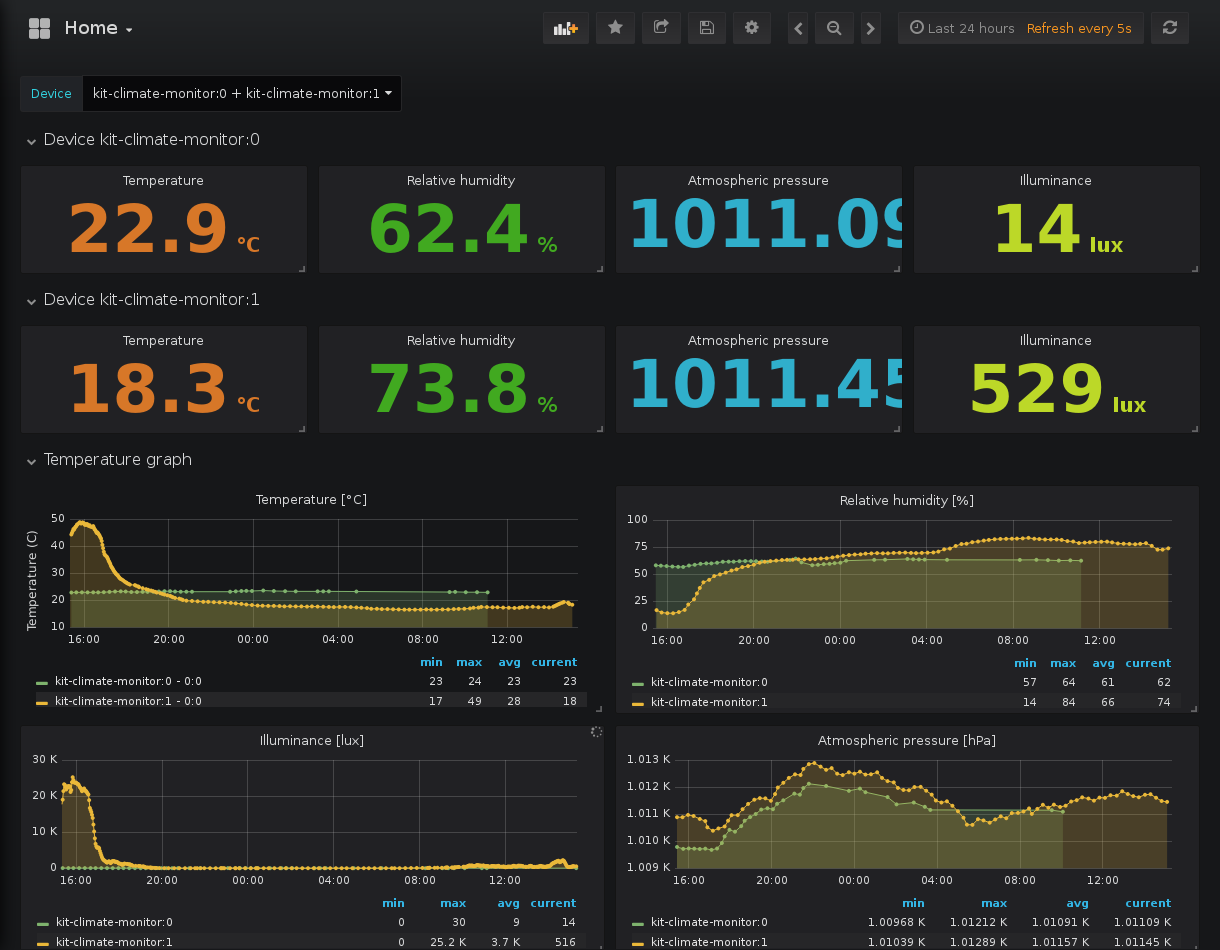 Home
Last 24 hours Refresh every 5s
Device kit-climate-monitor:0 + kit-climate-monitor:1
Device kit-climate-monitor:0
Temperature Relative humidity Atmospheric pressure Illuminance
22.9 °C 62.4 % 1011.09 14 lux
Device kit-climate-monitor:1
Temperature Relative humidity Atmospheric pressure Illuminance
18.3 °C 73.8 % 1011.45 529 lux
Temperature graph
Temperature [°C]
Temperature (C)
50
40
30
20
10
16:00 20:00 00:00 04:00 08:00 12:00
min max avg current
kit-climate-monitor:0 - 0:0 23 24 23 23
kit-climate-monitor:1 - 0:0 17 49 28 18
Relative humidity [%]
100
75
50
25
0
16:00 20:00 00:00 04:00 08:00 12:00
min max avg current
kit-climate-monitor:0 57 64 61 62
kit-climate-monitor:1 14 84 66 74
Illuminance [lux]
30 K
20 K
10 K
0
16:00 20:00 00:00 04:00 08:00 12:00
min max avg current
kit-climate-monitor:0 0 30 9 14
kit-climate-monitor:1 0 25.2 K 3.7 K 516
Atmospheric pressure [hPa]
1.013 K
1.012 K
1.011 K
1.010 K
1.009 K
16:00 20:00 00:00 04:00 08:00 12:00
min max avg current
kit-climate-monitor:0 1.00968 K 1.01212 K 1.01091 K 1.01109 K
kit-climate-monitor:1 1.01039 K 1.01289 K 1.01157 K 1.01145 K